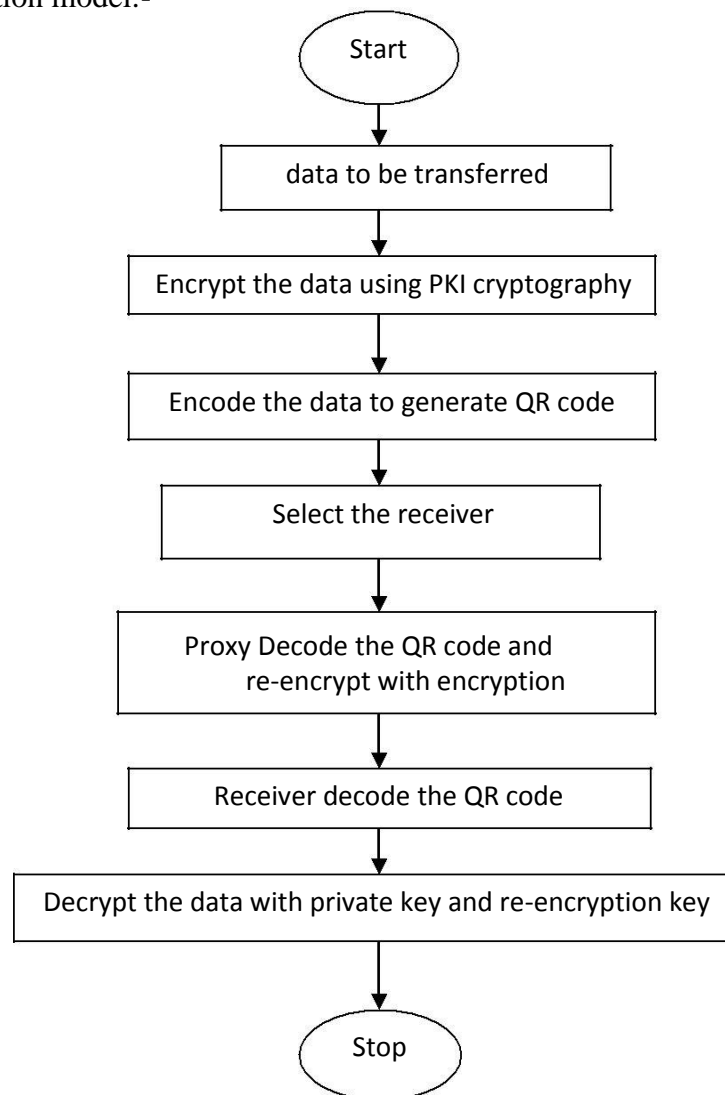 Start
data to be transferred
Encrypt the data using PKI cryptography
Encode the data to generate QR code
Select the receiver
Proxy Decode the QR code and
re-encrypt with encryption
Receiver decode the QR code
Decrypt the data with private key and re-encryption key
Stop